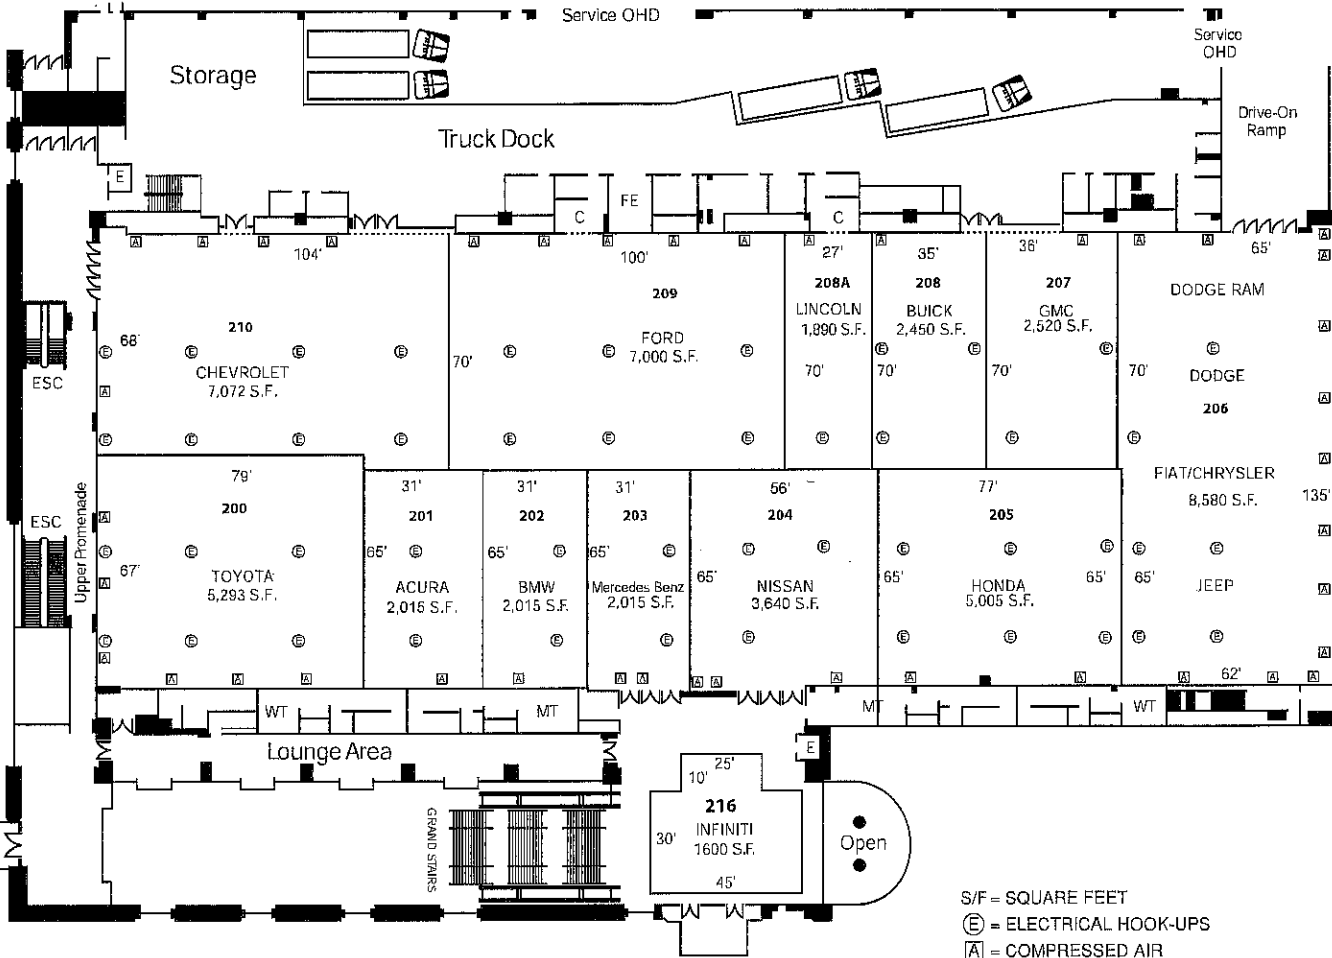 Service OHD
Service
OHD
Storage
Truck Dock
Drive-On
Ramp
E
FE
C
C
A A A A A A A A A A A A A A A
104'
100'
27'
35'
36'
65'
209
208A
208
207
DODGE RAM
210
LINCOLN
1,890 S.F.
BUICK
2,450 S.F.
GMC
2,520 S.F.
FORD
7,000 S.F.
68'
E E E E E E E E E E E
CHEVROLET
7,072 S.F.
70'
70'
70'
70'
70'
DODGE
206
ESC
E E E E E E E E E E E
79'
31'
31'
31'
56'
77'
FIAT/CHRYSLER
8,580 S.F.
135'
200
201
202
203
204
205
ESC
Upper Promenade
67'
65'
65'
65'
65'
65'
65'
65'
TOYOTA
5,293 S.F.
ACURA
2,015 S.F.
BMW
2,015 S.F.
Mercedes Benz
2,015 S.F.
NISSAN
3,640 S.F.
HONDA
5,005 S.F.
JEEP
62'
WT
MT
MT
WT
Lounge Area
E
25'
10'
216
INFINITI
1600 S.F.
30'
45'
GRAND STAIRS
Open
S/F = SQUARE FEET
E = ELECTRICAL HOOK-UPS
A = COMPRESSED AIR